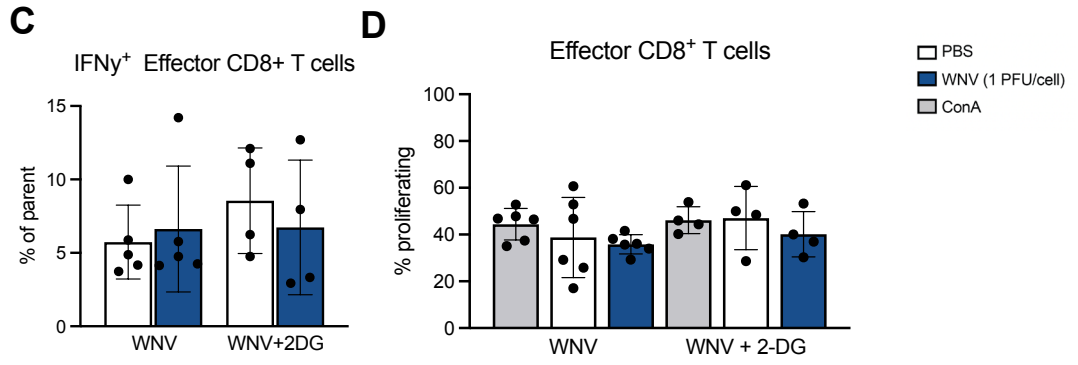 C
IFNy+ Effector CD8+ T cells
% of parent
15
10
5
0
WNV
WNV+2DG
D
Effector CD8+ T cells
% proliferating
100
80
60
40
20
0
WNV
WNV + 2-DG
PBS
WNV (1 PFU/cell)
ConA